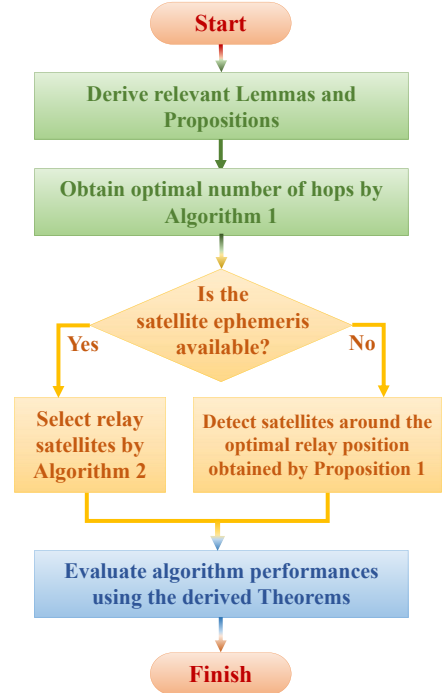 Start
Derive relevant Lemmas and
Propositions
Obtain optimal number of hops by
Algorithm 1
Is the
satellite ephemeris
available?
Yes
No
Select relay
satellites by
Algorithm 2
Detect satellites around the
optimal relay position
obtained by Proposition 1
Evaluate algorithm performances
using the derived Theorems
Finish